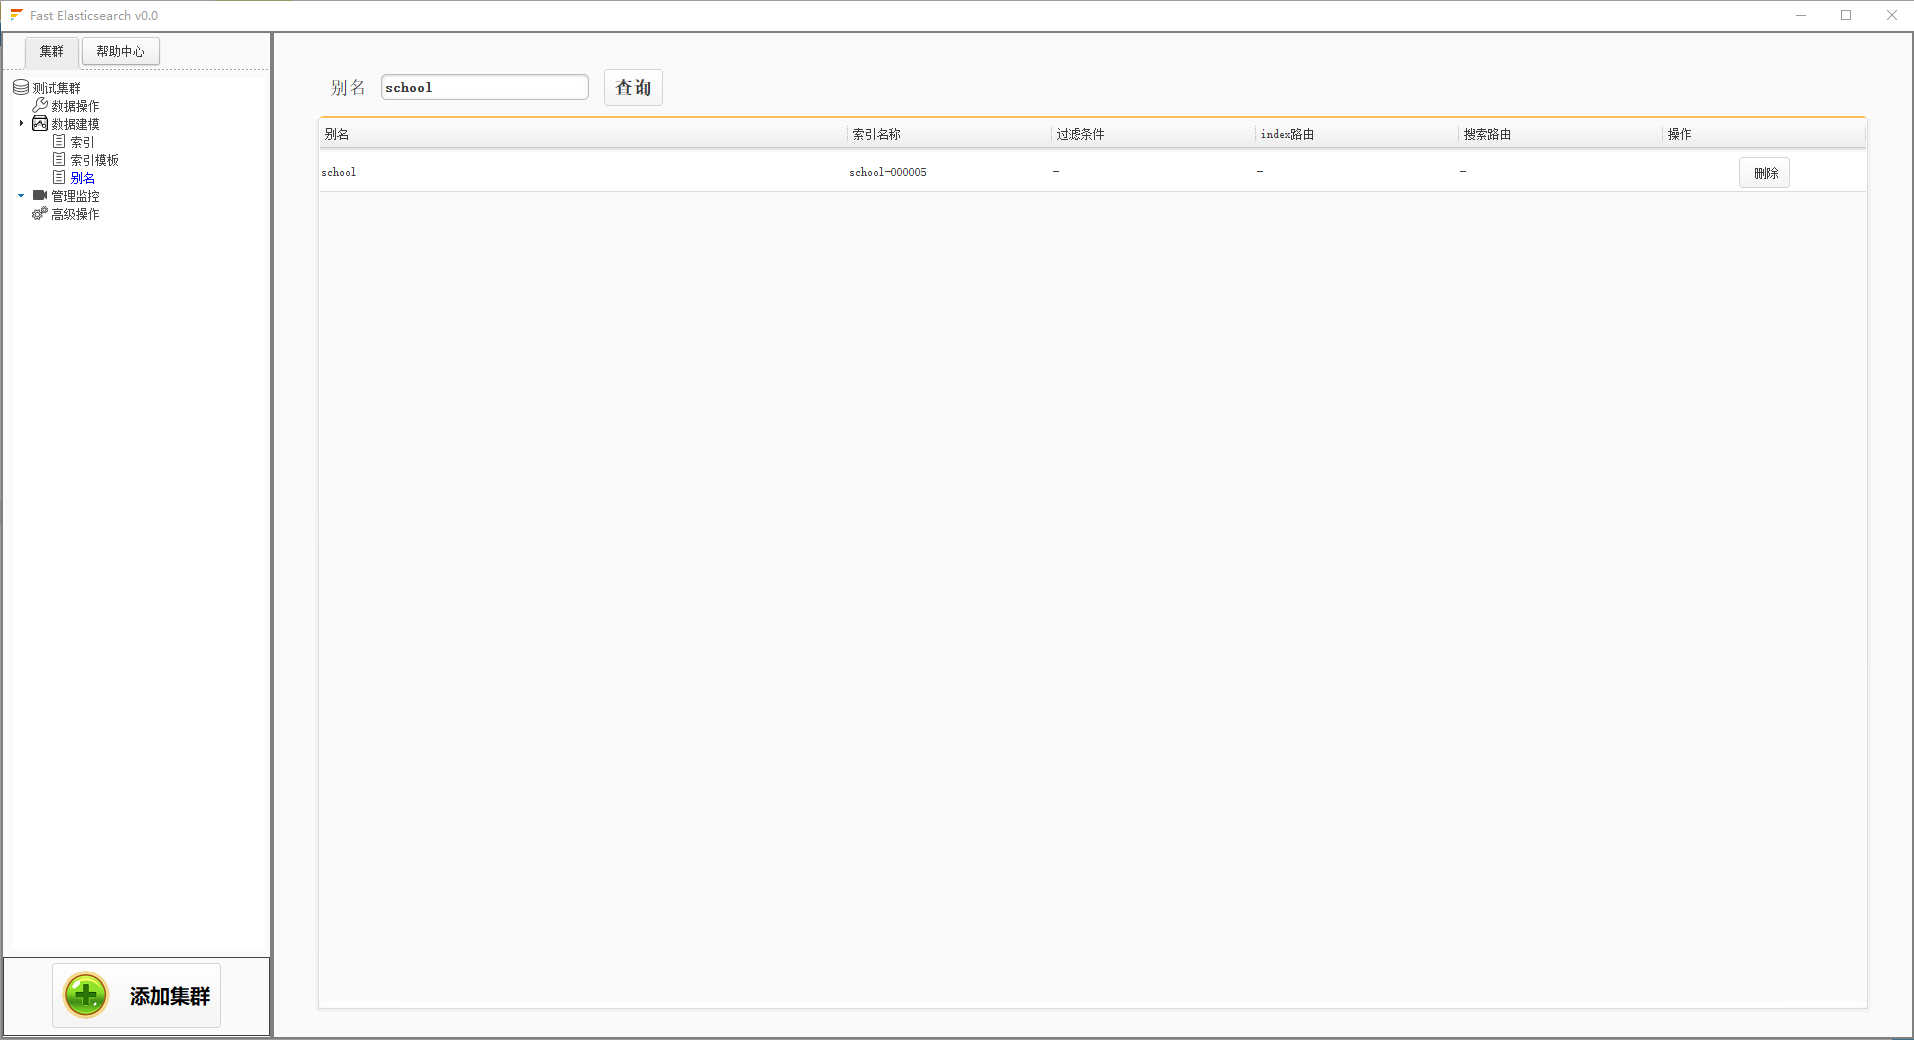 Fast Elasticsearch v0.0
集群 帮助中心
测试集群
数据操作
数据建模
索引
索引模板
别名
管理监控
高级操作
添加集群
别名 school 查询
别名 索引名称 过滤条件 index路由 搜索路由 操作
school school-000005 - - - 删除